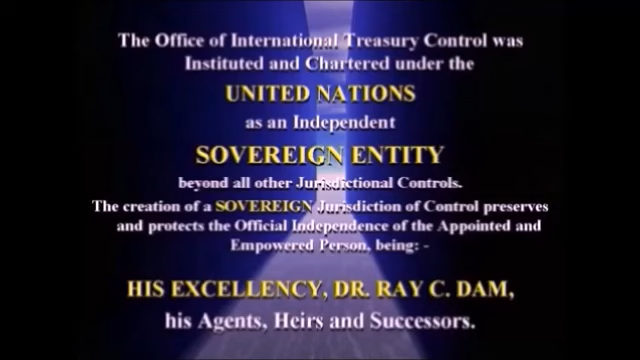 The Office of International Treasury Control was
Instituted and Chartered under the
UNITED NATIONS
as an Independent
SOVEREIGN ENTITY
beyond all other Jurisdictional Controls.
The creation of a SOVEREIGN Jurisdiction of Control preserves
and protects the Official Independence of the Appointed and
Empowered Person, being: -
HIS EXCELLENCY, DR. RAY C. DAM,
his Agents, Heirs and Successors.